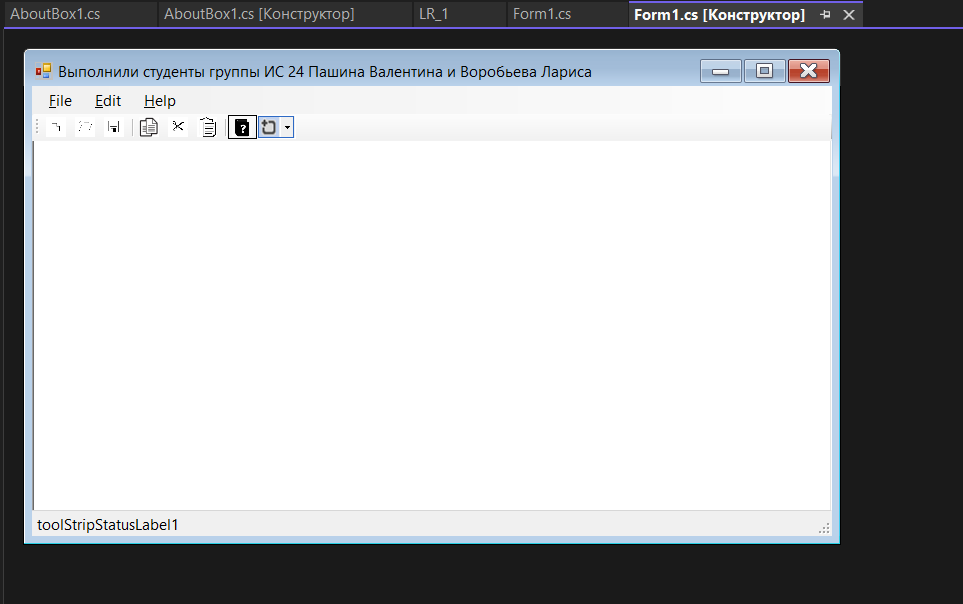 AboutBox1.cs
AboutBox1.cs [Конструктор]
LR_1
Form1.cs
Form1.cs [Конструктор]
Выполнили студенты группы ИС 24 Пашина Валентина и Воробьева Лариса
File Edit Help
?
toolStripStatusLabel1